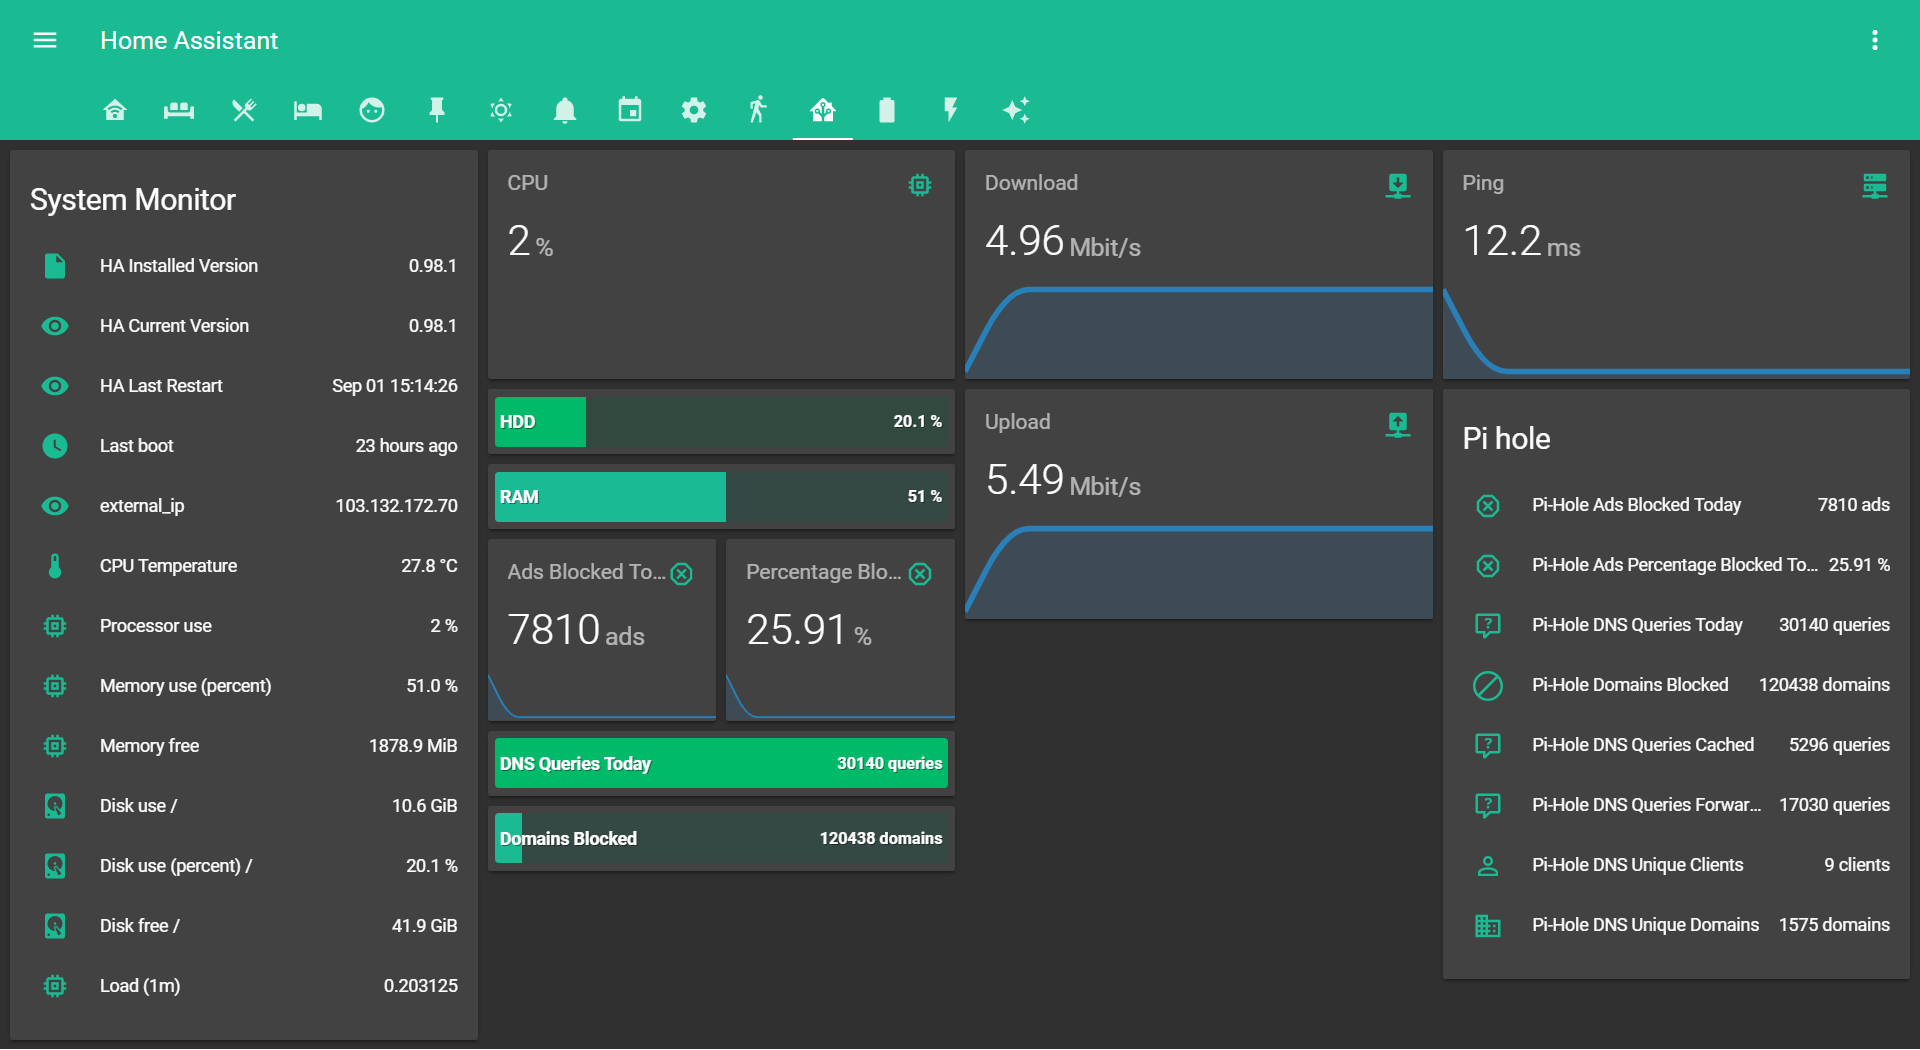 Home Assistant
System Monitor
HA Installed Version 0.98.1
HA Current Version 0.98.1
HA Last Restart Sep 01 15:14:26
Last boot 23 hours ago
external_ip 103.132.172.70
CPU Temperature 27.8 °C
Processor use 2 %
Memory use (percent) 51.0 %
Memory free 1878.9 MiB
Disk use / 10.6 GiB
Disk use (percent) / 20.1 %
Disk free / 41.9 GiB
Load (1m) 0.203125
CPU
2 %
HDD 20.1 %
RAM 51 %
Ads Blocked To...
7810 ads
Percentage Blo...
25.91 %
DNS Queries Today 30140 queries
Domains Blocked 120438 domains
Download
4.96 Mbit/s
Upload
5.49 Mbit/s
Ping
12.2 ms
Pi hole
Pi-Hole Ads Blocked Today 7810 ads
Pi-Hole Ads Percentage Blocked To... 25.91 %
Pi-Hole DNS Queries Today 30140 queries
Pi-Hole Domains Blocked 120438 domains
Pi-Hole DNS Queries Cached 5296 queries
Pi-Hole DNS Queries Forwar... 17030 queries
Pi-Hole DNS Unique Clients 9 clients
Pi-Hole DNS Unique Domains 1575 domains